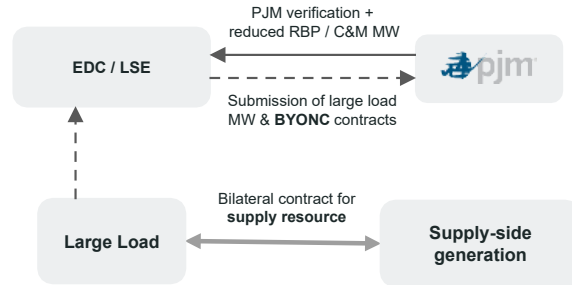 PJM verification +
reduced RBP / C&M MW
EDC / LSE
pjm
Submission of large load
MW & BYONC contracts
Bilateral contract for
supply resource
Large Load
Supply-side
generation